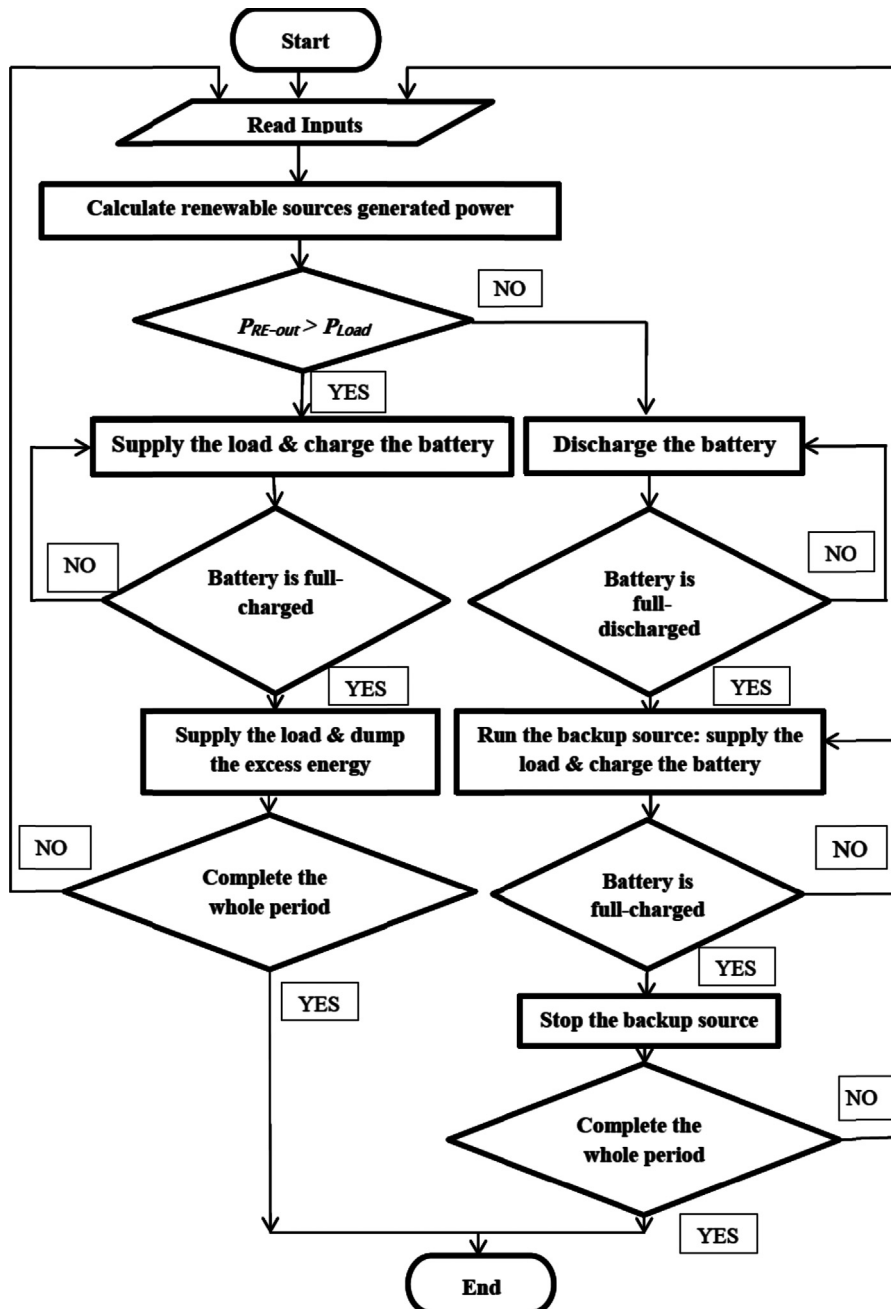 Start
Read Inputs
Calculate renewable sources generated power
NO
P_RE-out > P_Load
YES
Supply the load & charge the battery
Discharge the battery
NO
Battery is full-
charged
NO
Battery is
full-
discharged
YES
YES
Supply the load & dump
the excess energy
Run the backup source: supply the
load & charge the battery
NO
Complete the
whole period
NO
Battery is
full-charged
YES
YES
Stop the backup source
NO
Complete the
whole period
YES
End